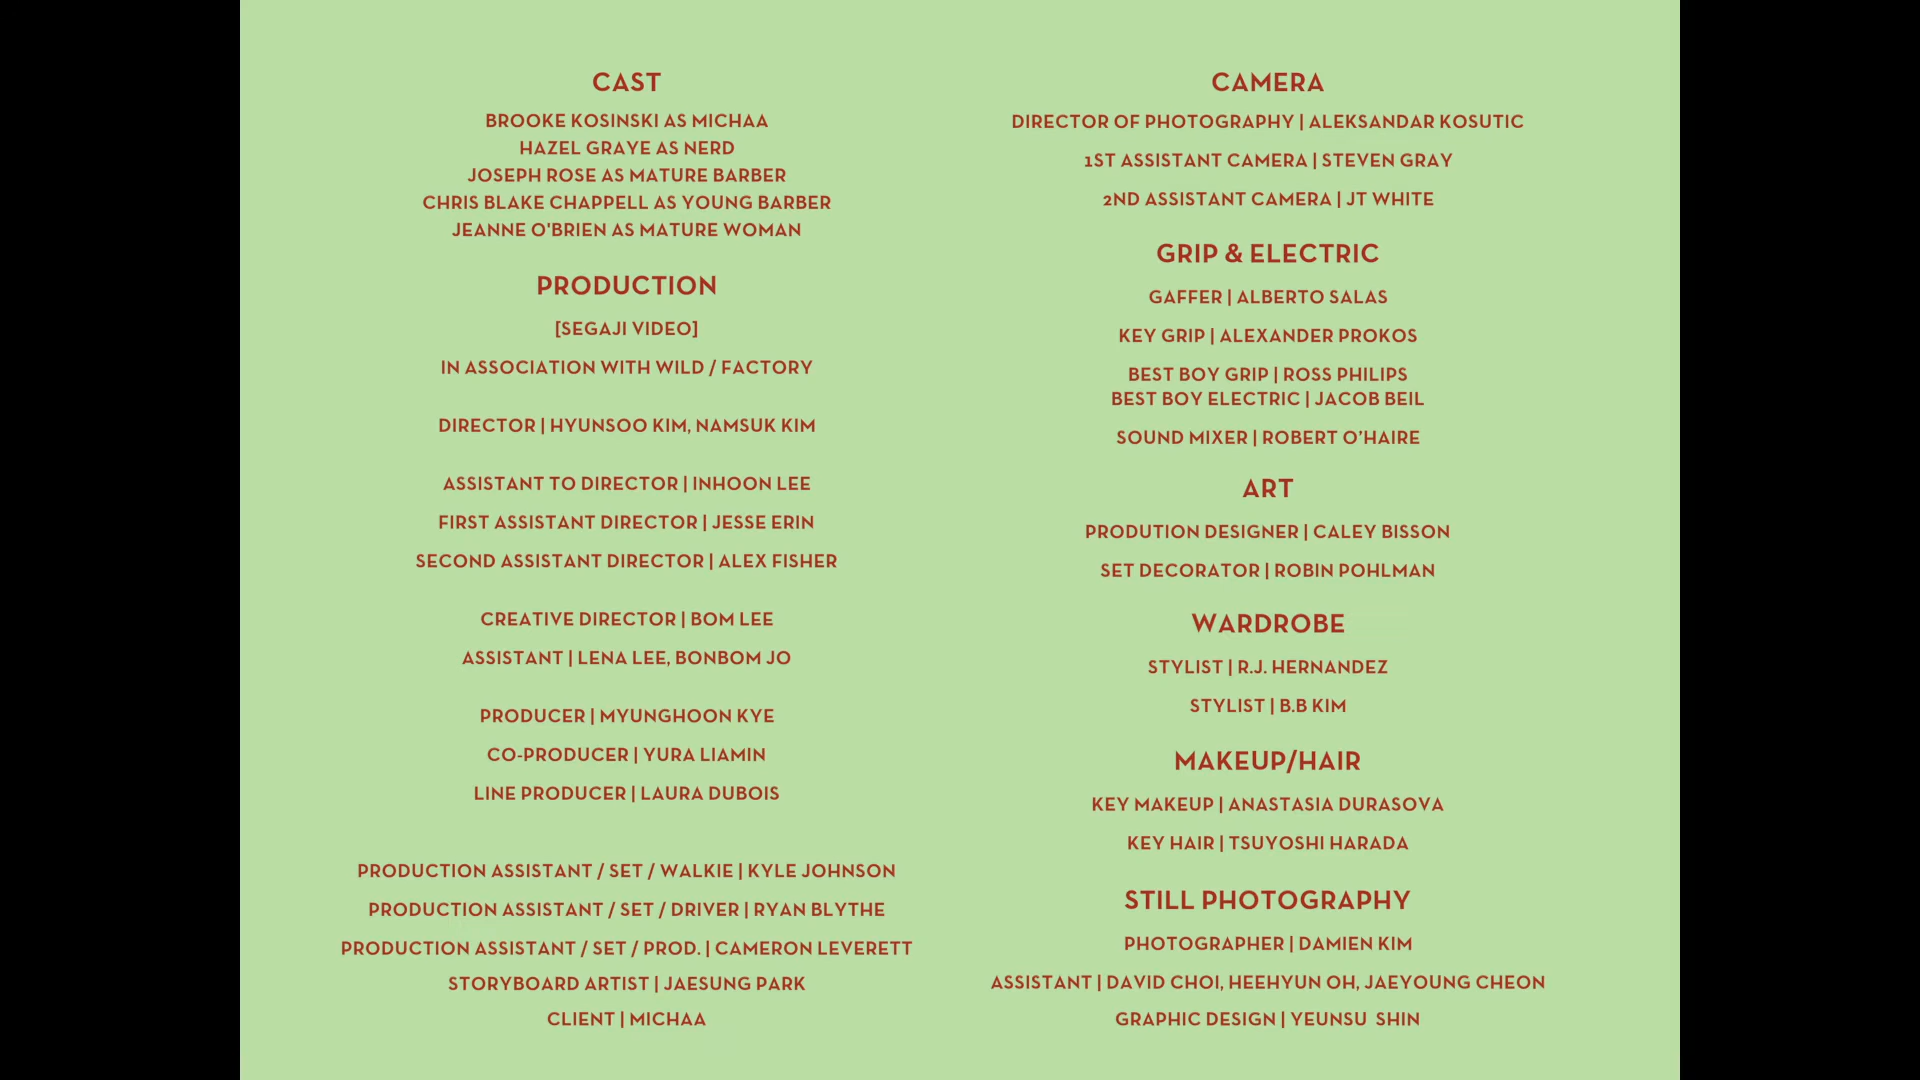 CAST
BROOKE KOSINSKI AS MICHAA
HAZEL GRAYE AS NERD
JOSEPH ROSE AS MATURE BARBER
CHRIS BLAKE CHAPPELL AS YOUNG BARBER
JEANNE O'BRIEN AS MATURE WOMAN
PRODUCTION
[SEGAJI VIDEO]
IN ASSOCIATION WITH WILD / FACTORY
DIRECTOR | HYUNSOO KIM, NAMSUK KIM
ASSISTANT TO DIRECTOR | INHOON LEE
FIRST ASSISTANT DIRECTOR | JESSE ERIN
SECOND ASSISTANT DIRECTOR | ALEX FISHER
CREATIVE DIRECTOR | BOM LEE
ASSISTANT | LENA LEE, BONBOM JO
PRODUCER | MYUNGHOON KYE
CO-PRODUCER | YURA LIAMIN
LINE PRODUCER | LAURA DUBOIS
PRODUCTION ASSISTANT / SET / WALKIE | KYLE JOHNSON
PRODUCTION ASSISTANT / SET / DRIVER | RYAN BLYTHE
PRODUCTION ASSISTANT / SET / PROD. | CAMERON LEVERETT
STORYBOARD ARTIST | JAESUNG PARK
CLIENT | MICHAA
CAMERA
DIRECTOR OF PHOTOGRAPHY | ALEKSANDAR KOSUTIC
1ST ASSISTANT CAMERA | STEVEN GRAY
2ND ASSISTANT CAMERA | JT WHITE
GRIP & ELECTRIC
GAFFER | ALBERTO SALAS
KEY GRIP | ALEXANDER PROKOS
BEST BOY GRIP | ROSS PHILIPS
BEST BOY ELECTRIC | JACOB BEIL
SOUND MIXER | ROBERT O'HAIRE
ART
PRODUTION DESIGNER | CALEY BISSON
SET DECORATOR | ROBIN POHLMAN
WARDROBE
STYLIST | R.J. HERNANDEZ
STYLIST | B.B KIM
MAKEUP/HAIR
KEY MAKEUP | ANASTASIA DURASOVA
KEY HAIR | TSUYOSHI HARADA
STILL PHOTOGRAPHY
PHOTOGRAPHER | DAMIEN KIM
ASSISTANT | DAVID CHOI, HEEHYUN OH, JAEYOUNG CHEON
GRAPHIC DESIGN | YEUNSU SHIN